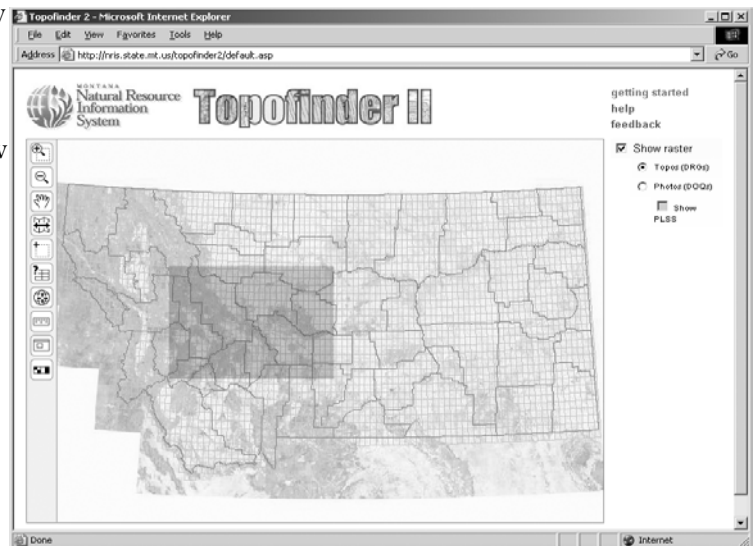 y
Topofinder 2 - Microsoft Internet Explorer
File Edit View Favorites Tools Help
Address http://nris.state.mt.us/topofinder2/default.asp
Go
MONTANA
Natural Resource
Information
System
Topofinder II
getting started
help
feedback
w
Show raster
Topos (DRGs)
Photos (DOQs)
Show
PLSS
Done
Internet